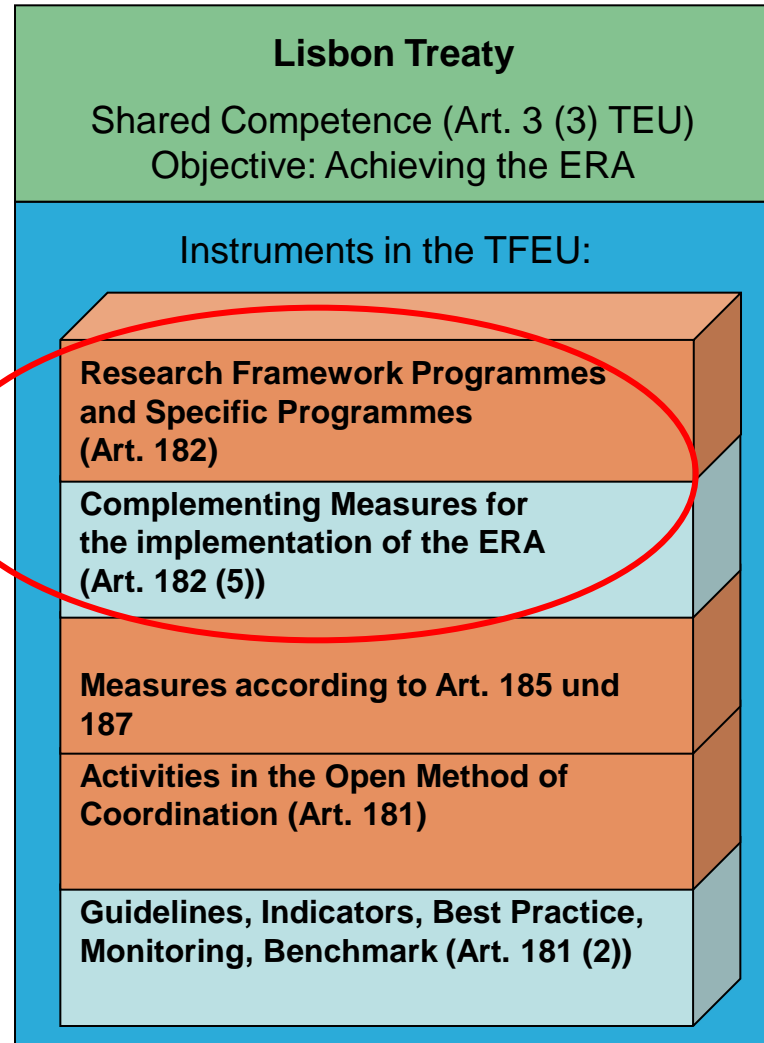 Lisbon Treaty
Shared Competence (Art. 3 (3) TEU)
Objective: Achieving the ERA
Instruments in the TFEU:
Research Framework Programmes
and Specific Programmes
(Art. 182)
Complementing Measures for
the implementation of the ERA
(Art. 182 (5))
Measures according to Art. 185 und
187
Activities in the Open Method of
Coordination (Art. 181)
Guidelines, Indicators, Best Practice,
Monitoring, Benchmark (Art. 181 (2))